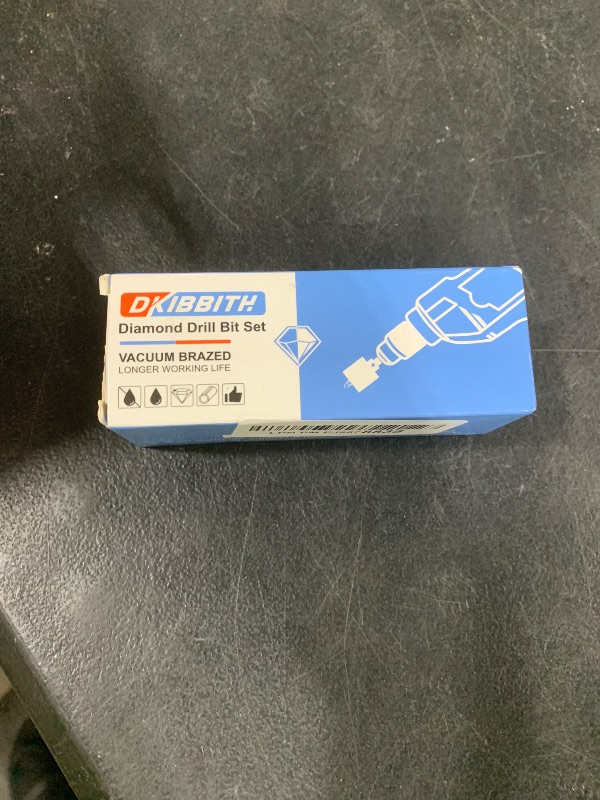 DKIBBITH
Diamond Drill Bit Set
VACUUM BRAZED
LONGER WORKING LIFE